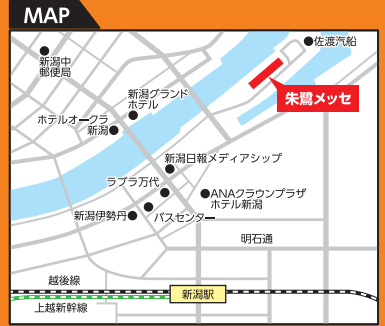 MAP
佐渡汽船
新潟中
郵便局
朱鷺メッセ
新潟グランド
ホテル
ホテルオークラ
新潟
新潟日報メディアシップ
ラブラ万代
ANAクラウンプラザ
ホテル新潟
新潟伊勢丹
バスセンター
明石通
越後線
新潟駅
上越新幹線